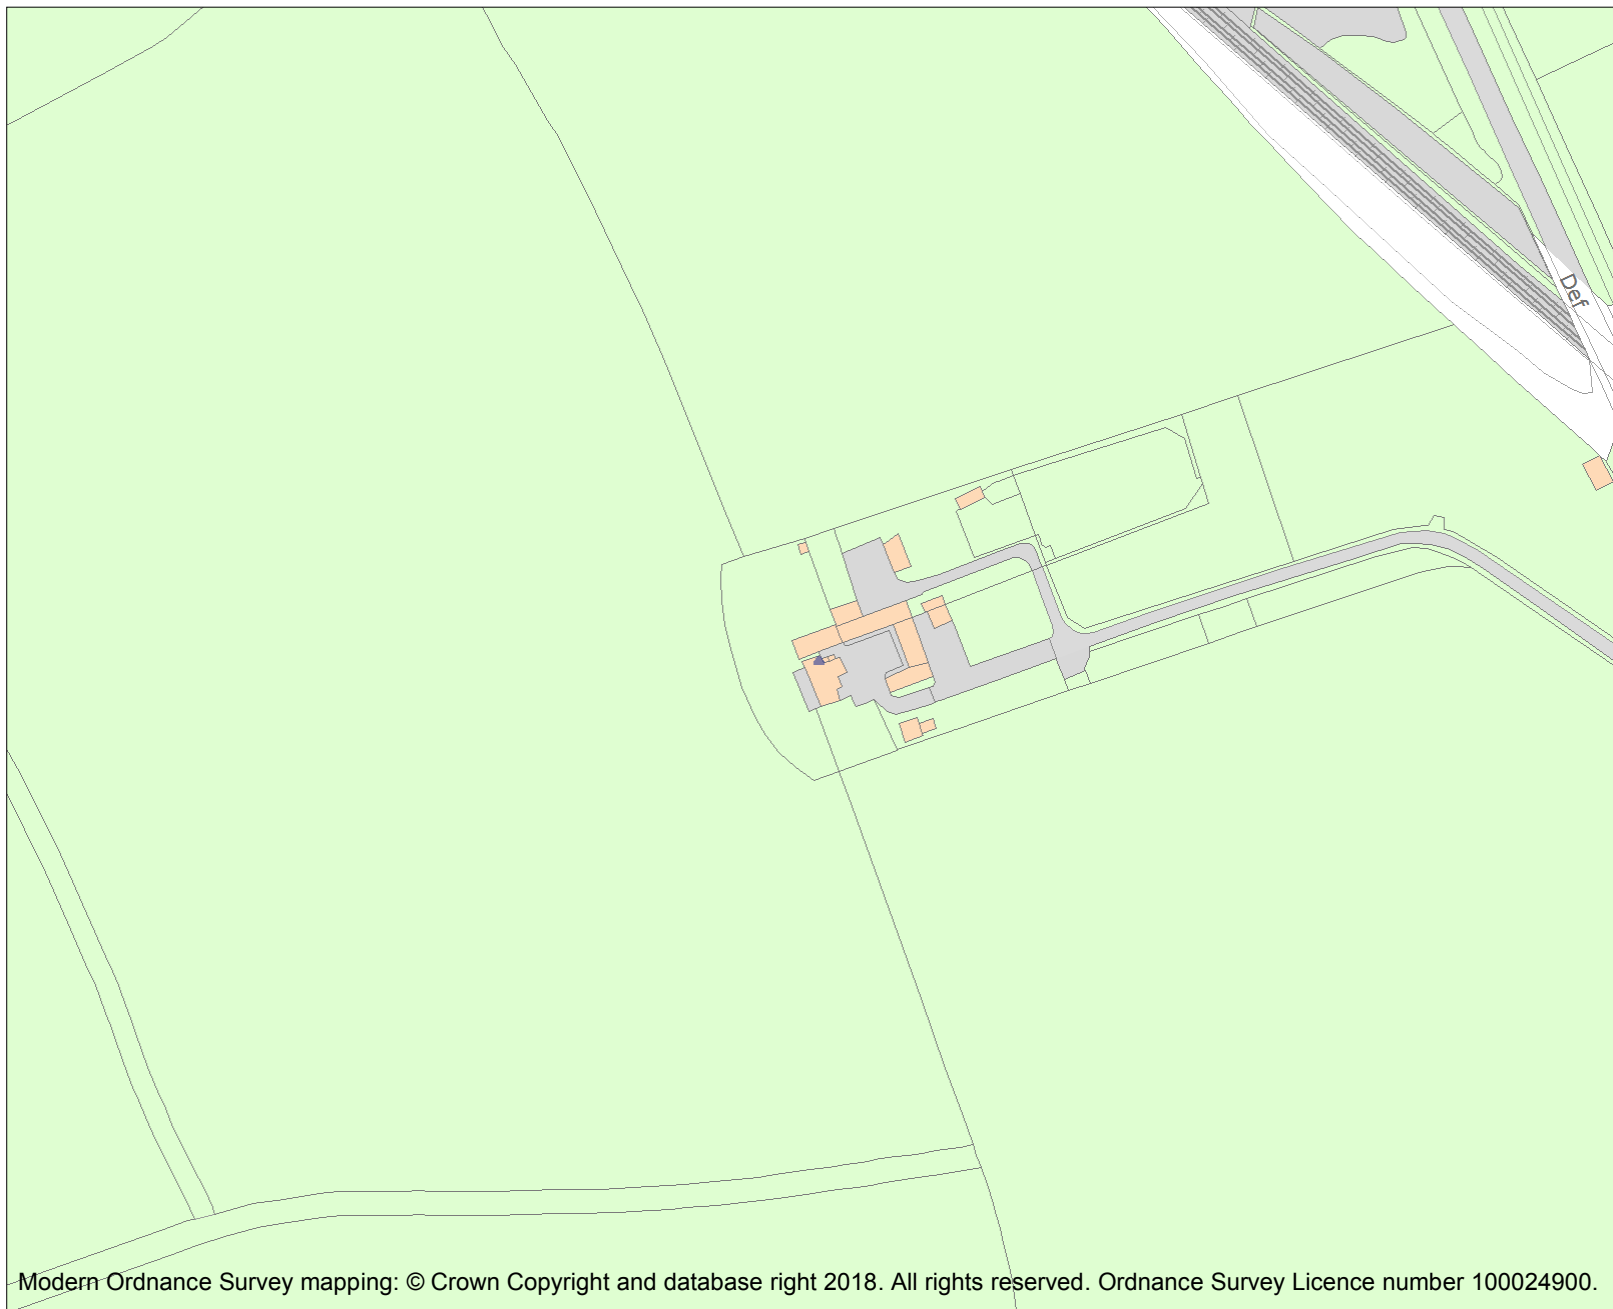 Def
Modern Ordnance Survey mapping: © Crown Copyright and database right 2018. All rights reserved. Ordnance Survey Licence number 100024900.